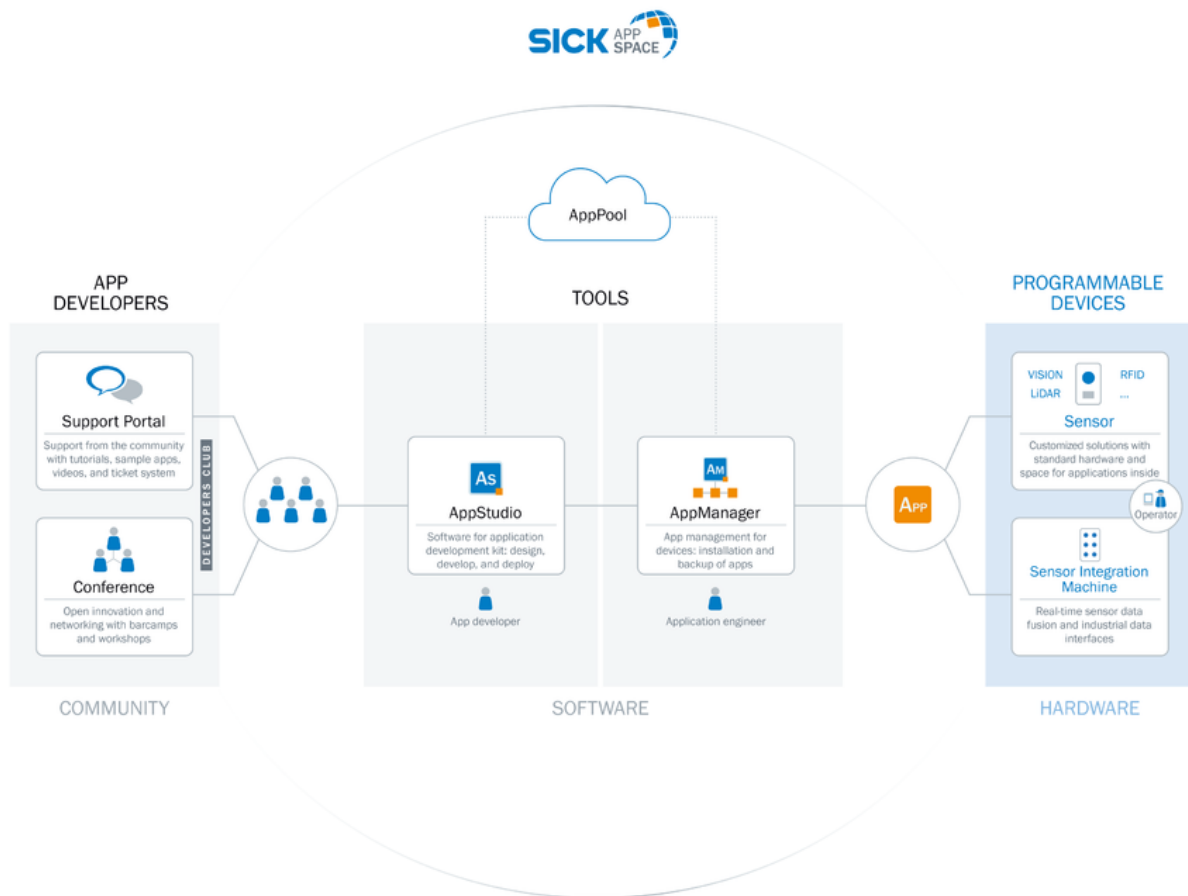 SICK APP
SPACE
AppPool
APP
DEVELOPERS
TOOLS
PROGRAMMABLE
DEVICES
Support Portal
Support from the community
with tutorials, sample apps,
videos, and ticket system
Conference
Open innovation and
networking with barcamps
and workshops
DEVELOPERS CLUB
As
AppStudio
Software for application
development kit: design,
develop, and deploy
App developer
AM
AppManager
App management for
devices: installation and
backup of apps
Application engineer
APP
VISION
RFID
LiDAR
...
Sensor
Customized solutions with
standard hardware and
space for applications inside
Operator
Sensor Integration
Machine
Real-time sensor data
fusion and industrial data
interfaces
COMMUNITY
SOFTWARE
HARDWARE